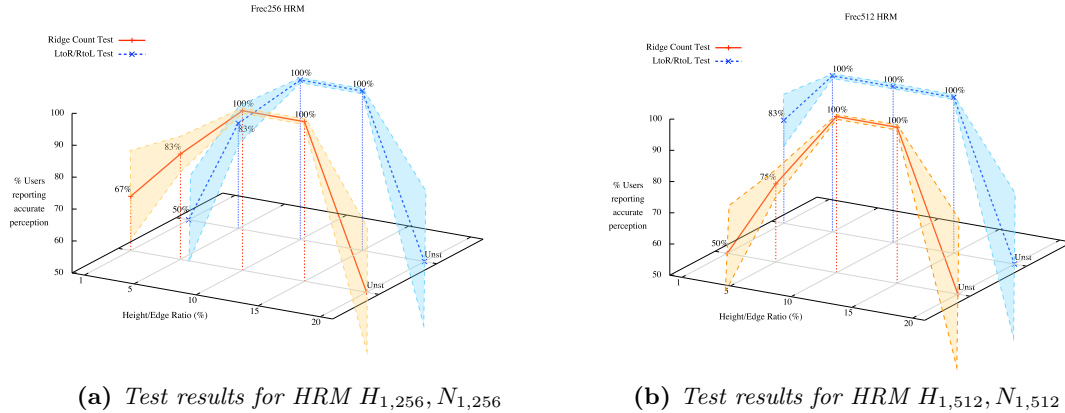 Frec256 HRM
Ridge Count Test
LtoR/RtoL Test
100%
100%
100%
100%
83%
83%
67%
50%
Unst
Unst
100
90
80
70
60
50
% Users
reporting
accurate
perception
1
5
10
15
20
Height/Edge Ratio (%)
(a) Test results for HRM H1,256, N1,256
Frec512 HRM
Ridge Count Test
LtoR/RtoL Test
100%
100%
100%
83%
100%
100%
75%
50%
Unst
Unst
100
90
80
70
60
50
% Users
reporting
accurate
perception
1
5
10
15
20
Height/Edge Ratio (%)
(b) Test results for HRM H1,512, N1,512